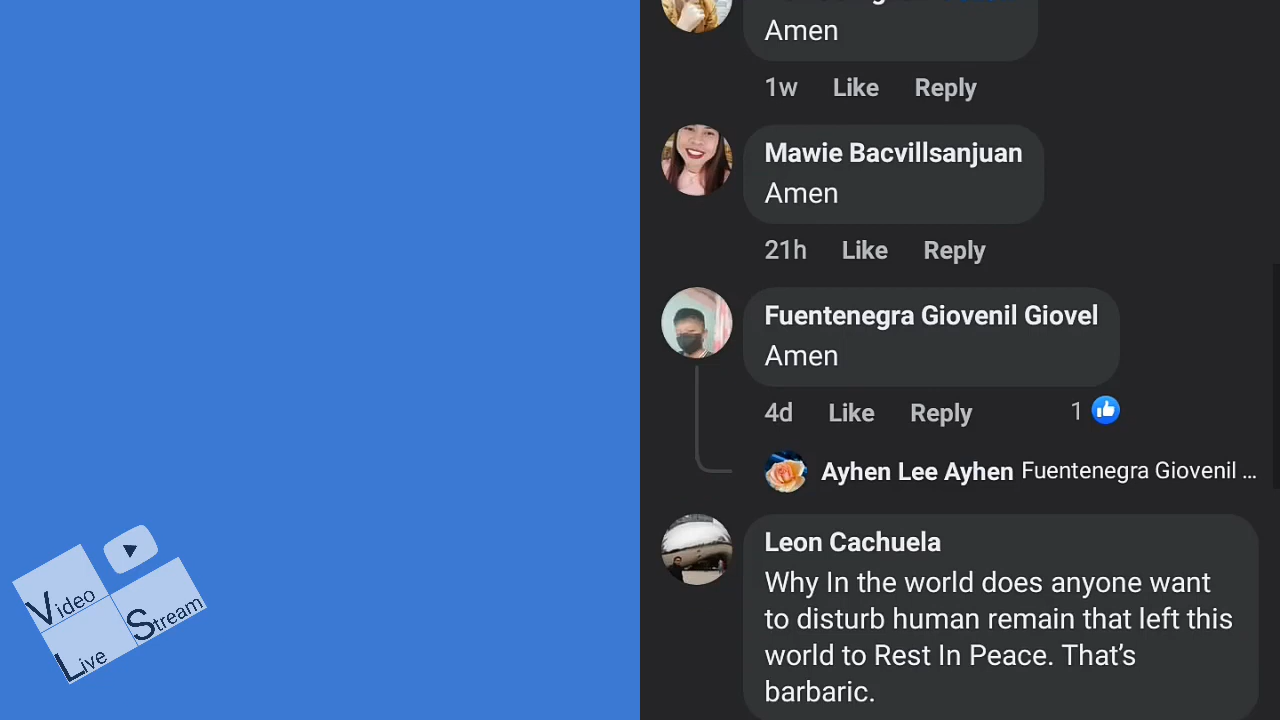 Amen
1w Like Reply
Mawie Bacvillsanjuan
Amen
21h Like Reply
Fuentenegra Giovenil Giovel
Amen
4d Like Reply 1
Ayhen Lee Ayhen Fuentenegra Giovenil ...
Leon Cachuela
Why In the world does anyone want
to disturb human remain that left this
world to Rest In Peace. That's
barbaric.
Video
Live
Stream